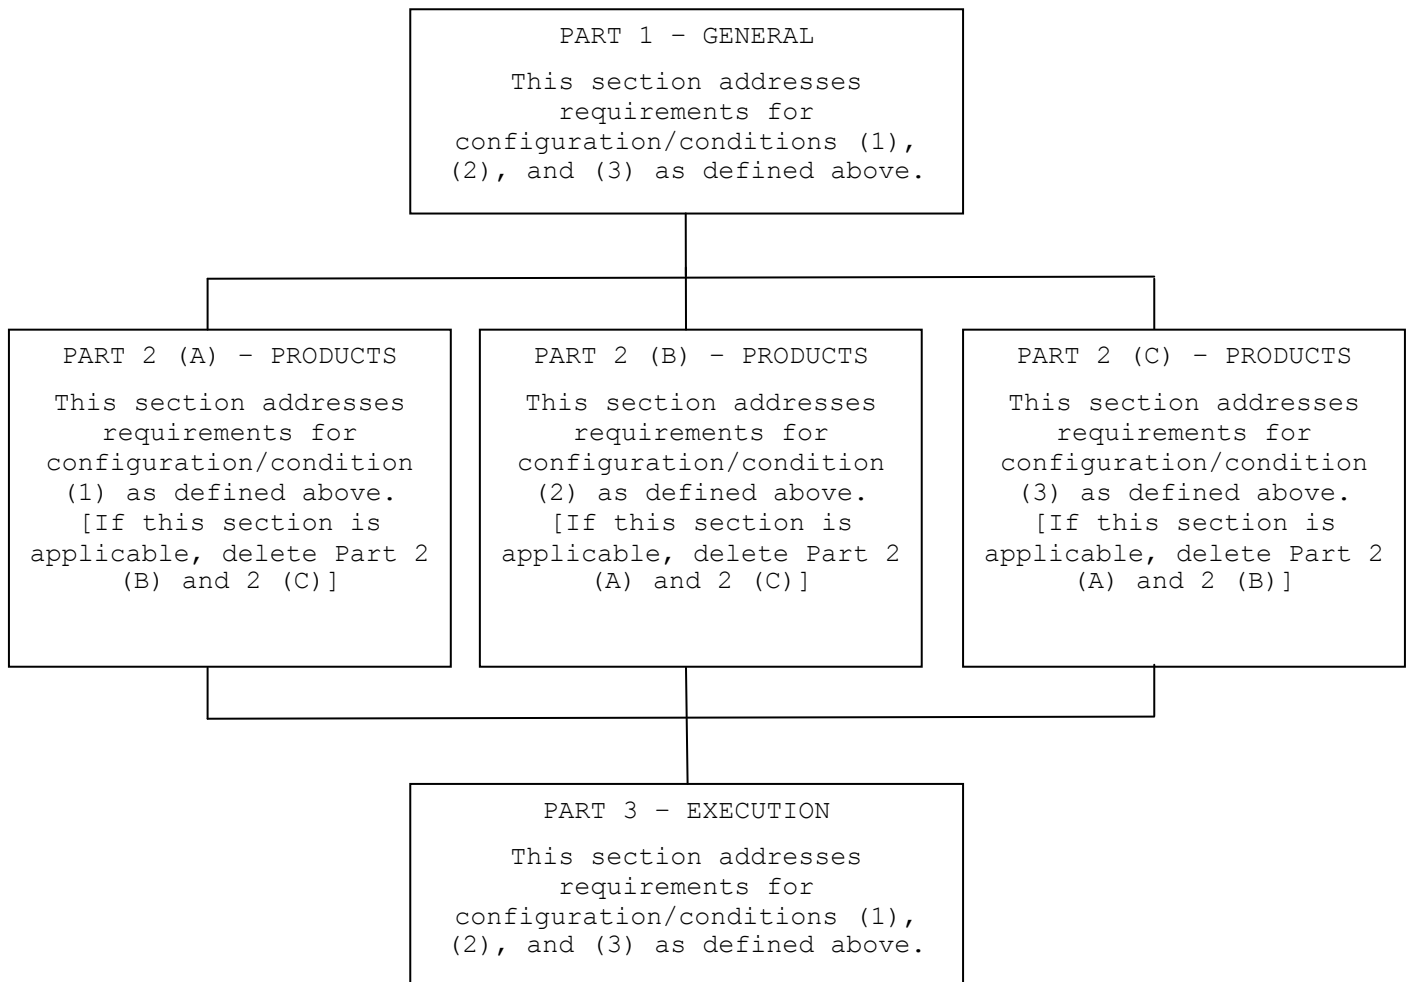 PART 1 – GENERAL
This section addresses
requirements for
configuration/conditions (1),
(2), and (3) as defined above.
PART 2 (A) – PRODUCTS
This section addresses
requirements for
configuration/condition
(1) as defined above.
[If this section is
applicable, delete Part 2
(B) and 2 (C)]
PART 2 (B) – PRODUCTS
This section addresses
requirements for
configuration/condition
(2) as defined above.
[If this section is
applicable, delete Part 2
(A) and 2 (C)]
PART 2 (C) – PRODUCTS
This section addresses
requirements for
configuration/condition
(3) as defined above.
[If this section is
applicable, delete Part 2
(A) and 2 (B)]
PART 3 – EXECUTION
This section addresses
requirements for
configuration/conditions (1),
(2), and (3) as defined above.